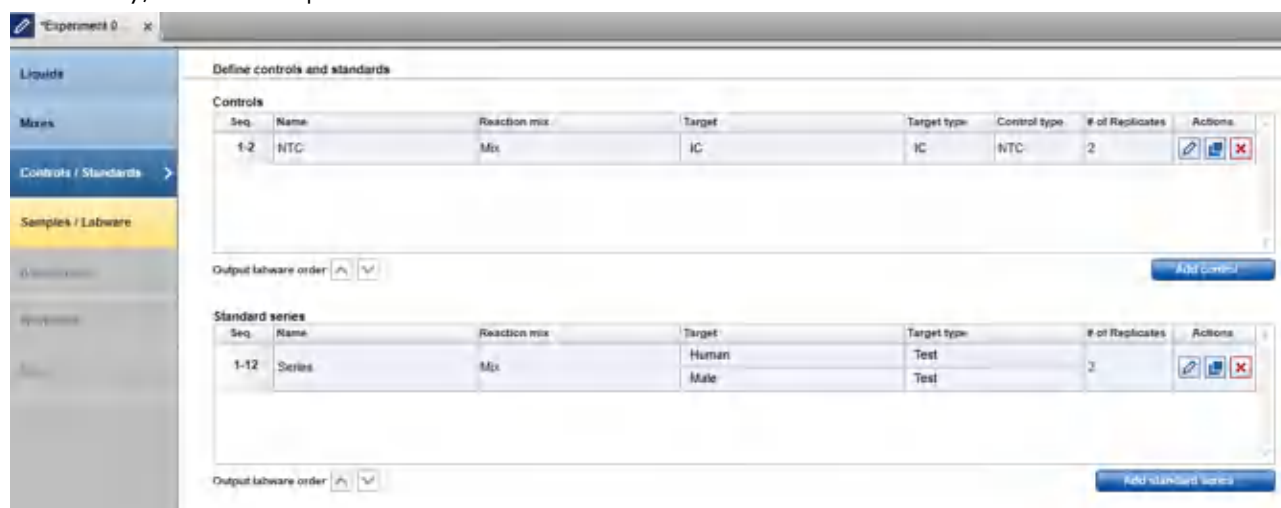 *Experiment 0... x
Liquids
Mixes
Controls / Standards
Samples / Labware
Define controls and standards
Controls
Seq. Name Reaction mix Target Target type Control type # of Replicates Actions
1-2 NTC Mix IC IC NTC 2
Output labware order
Add control
Standard series
Seq. Name Reaction mix Target Target type # of Replicates Actions
1-12 Series Mix Human Test 2
Male Test
Output labware order
Add standard series